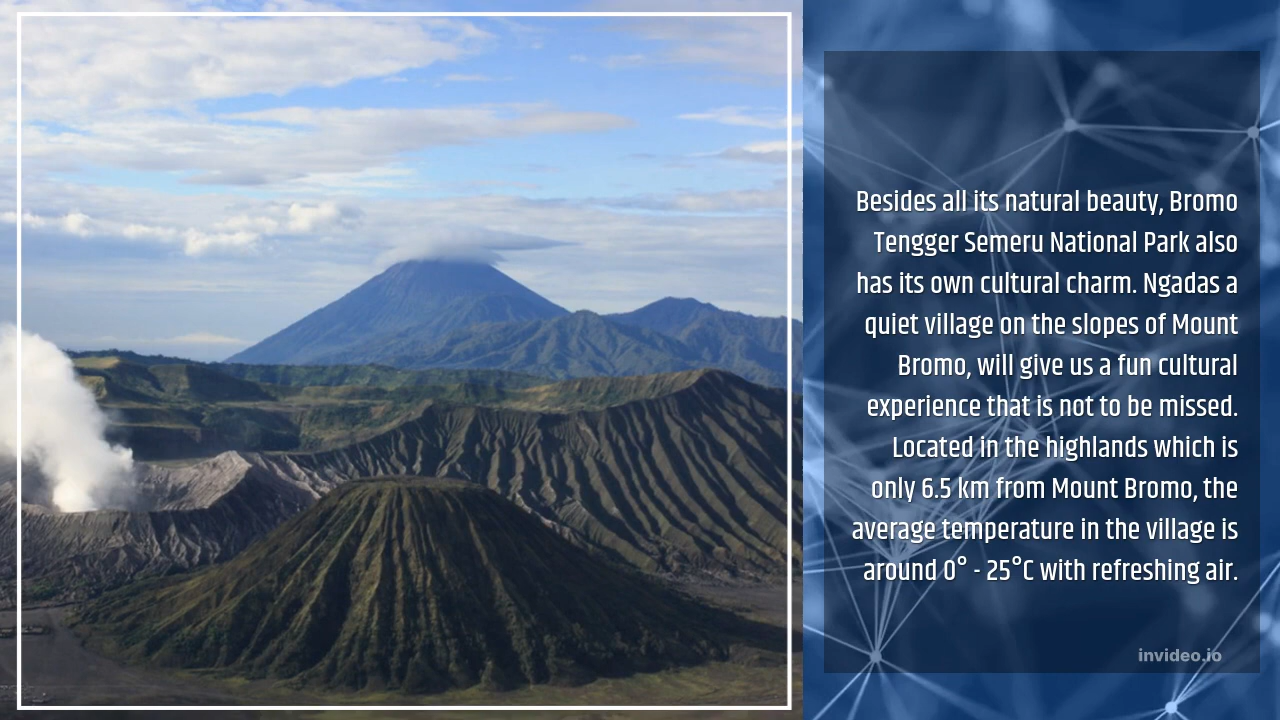 Besides all its natural beauty, Bromo
Tengger Semeru National Park also
has its own cultural charm. Ngadas a
quiet village on the slopes of Mount
Bromo, will give us a fun cultural
experience that is not to be missed.
Located in the highlands which is
only 6.5 km from Mount Bromo, the
average temperature in the village is
around 0° - 25°C with refreshing air.
invideo.io